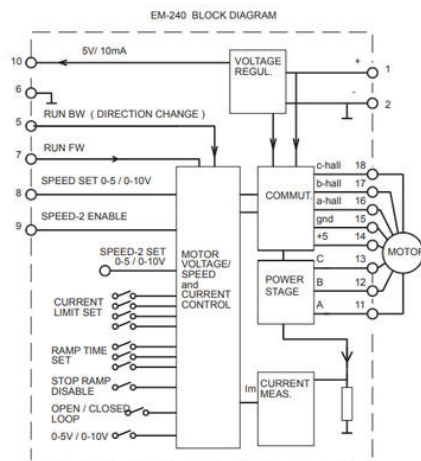 EM-240 BLOCK DIAGRAM
10
5V/ 10mA
VOLTAGE
REGUL.
+
1
6
-
2
5
RUN BW ( DIRECTION CHANGE )
7
RUN FW
8
SPEED SET 0-5 / 0-10V
9
SPEED-2 ENABLE
SPEED-2 SET
0-5 / 0-10V
CURRENT
LIMIT SET
RAMP TIME
SET
STOP RAMP
DISABLE
OPEN / CLOSED
LOOP
0-5V / 0-10V
MOTOR
VOLTAGE/
SPEED
and
CURRENT
CONTROL
COMMUT.
POWER
STAGE
Im
CURRENT
MEAS.
c-hall 18
b-hall 17
a-hall 16
gnd 15
+5 14
C 13
B 12
A 11
MOTOR